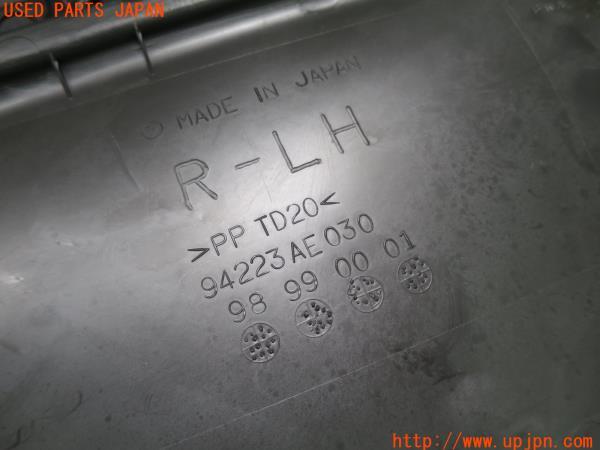 USED PARTS JAPAN
MADE IN JAPAN
R-LH
>PP TD20<
94223AE030
98 99 00 01
http://www.upjpn.com/